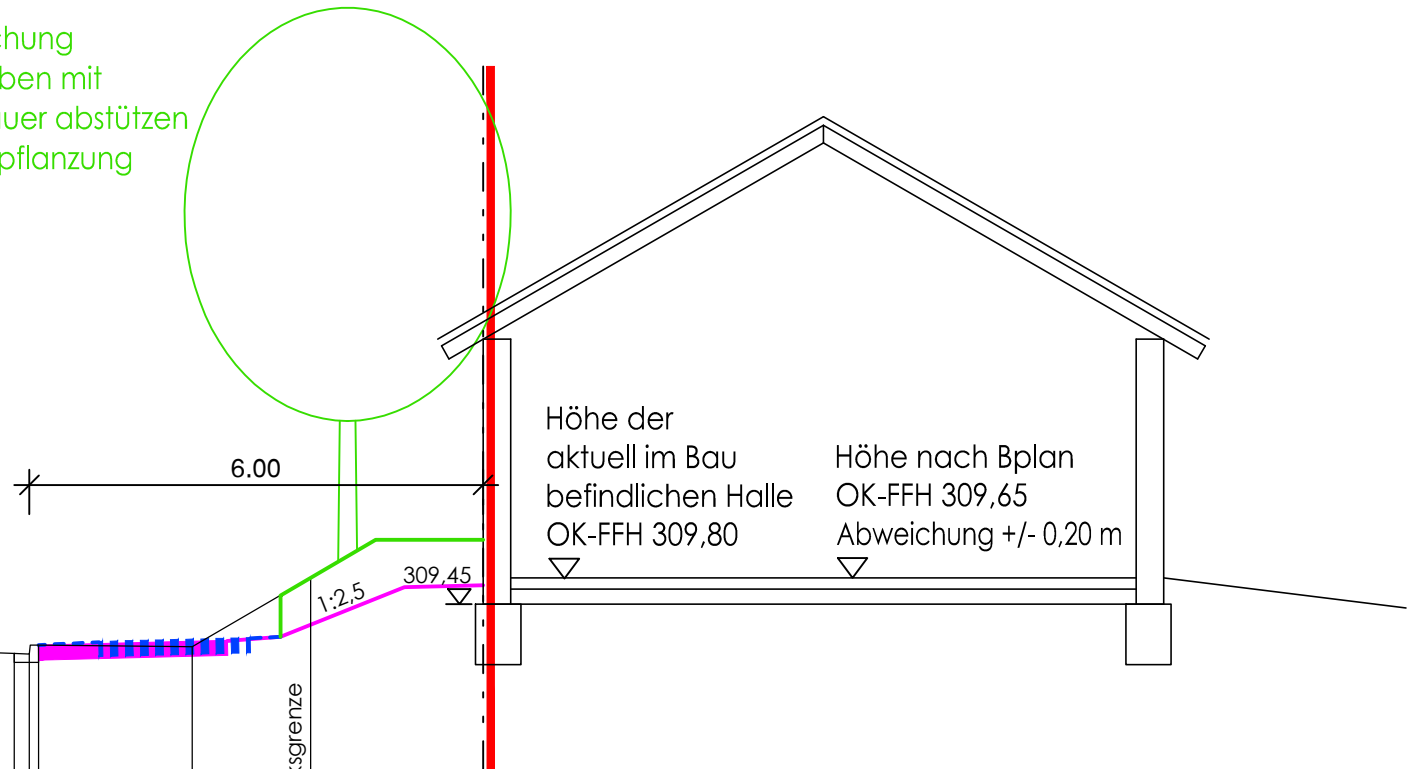 chung
ben mit
uer abstützen
pflanzung
6.00
Höhe der
aktuell im Bau
befindlichen Halle
OK-FFH 309,80
Höhe nach Bplan
OK-FFH 309,65
Abweichung +/- 0,20 m
309,45
1:2,5
sgrenze